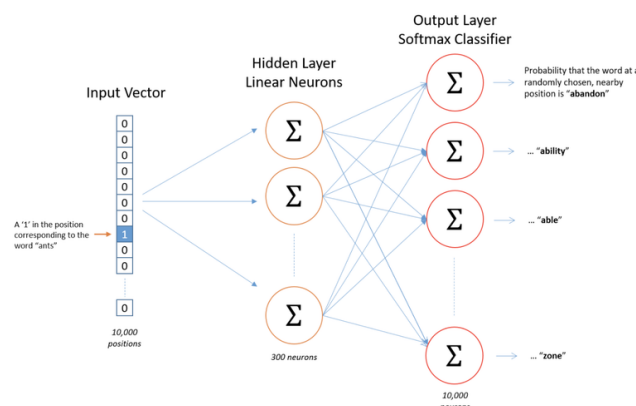 Output Layer
Softmax Classifier
Hidden Layer
Linear Neurons
Input Vector
Probability that the word at a
randomly chosen, nearby
position is "abandon"
0
0
0
0
0
0
0
1
0
0
0
A '1' in the position
corresponding to the
word "ants"
10,000
positions
Σ
Σ
Σ
300 neurons
Σ
Σ
Σ
Σ
... "ability"
... "able"
... "zone"
10,000